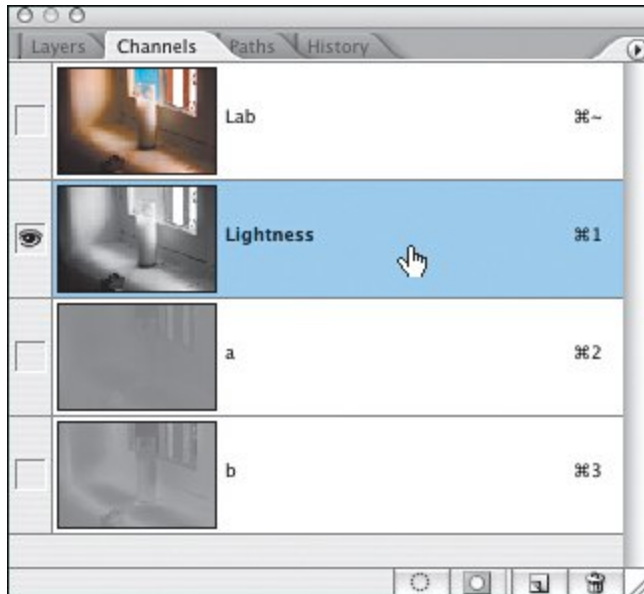 Layers Channels Paths History
Lab ⌘~
Lightness ⌘1
a ⌘2
b ⌘3